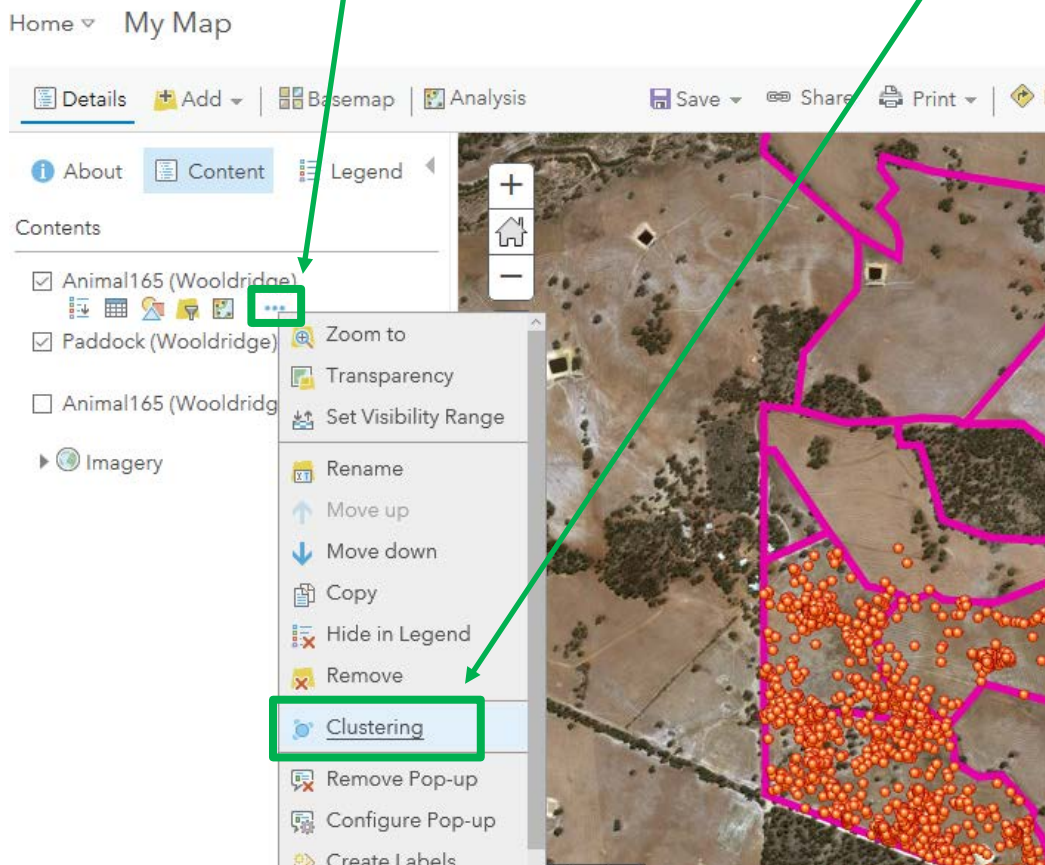 Home My Map
Details Add Basemap Analysis Save Share Print
About Content Legend
Contents
Animal165 (Wooldridge)
Paddock (Wooldridge)
Animal165 (Wooldridg
Imagery
+
−
Zoom to
Transparency
Set Visibility Range
Rename
Move up
Move down
Copy
Hide in Legend
Remove
Clustering
Remove Pop-up
Configure Pop-up
Create Labels